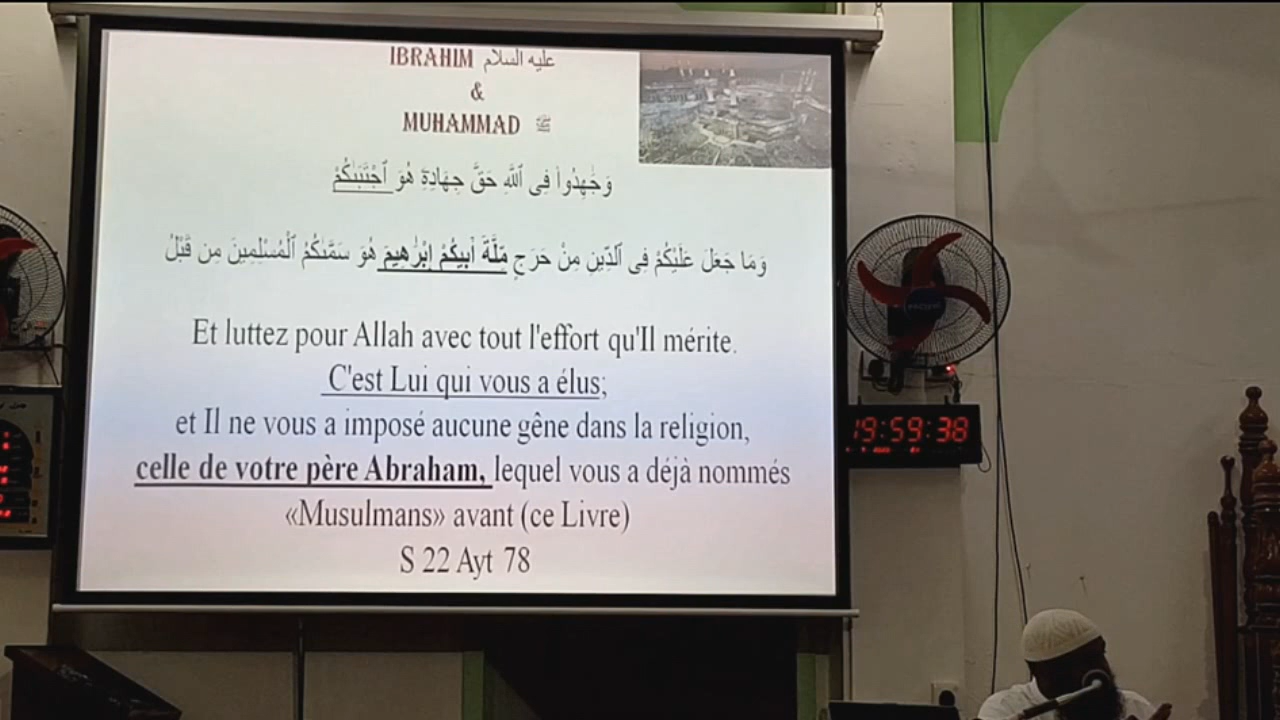 IBRAHIM عليه السلام
&
MUHAMMAD ﷺ
وَجَٰهِدُوا۟ فِى ٱللَّهِ حَقَّ جِهَادِهِۦ هُوَ ٱجْتَبَىٰكُمْ
وَمَا جَعَلَ عَلَيْكُمْ فِى ٱلدِّينِ مِنْ حَرَجٍ مِّلَّةَ أَبِيكُمْ إِبْرَٰهِيمَ هُوَ سَمَّىٰكُمُ ٱلْمُسْلِمِينَ مِن قَبْلُ
Et luttez pour Allah avec tout l'effort qu'Il mérite.
C'est Lui qui vous a élus;
et Il ne vous a imposé aucune gêne dans la religion,
celle de votre père Abraham, lequel vous a déjà nommés
«Musulmans» avant (ce Livre)
S 22 Ayt 78
19:59:38